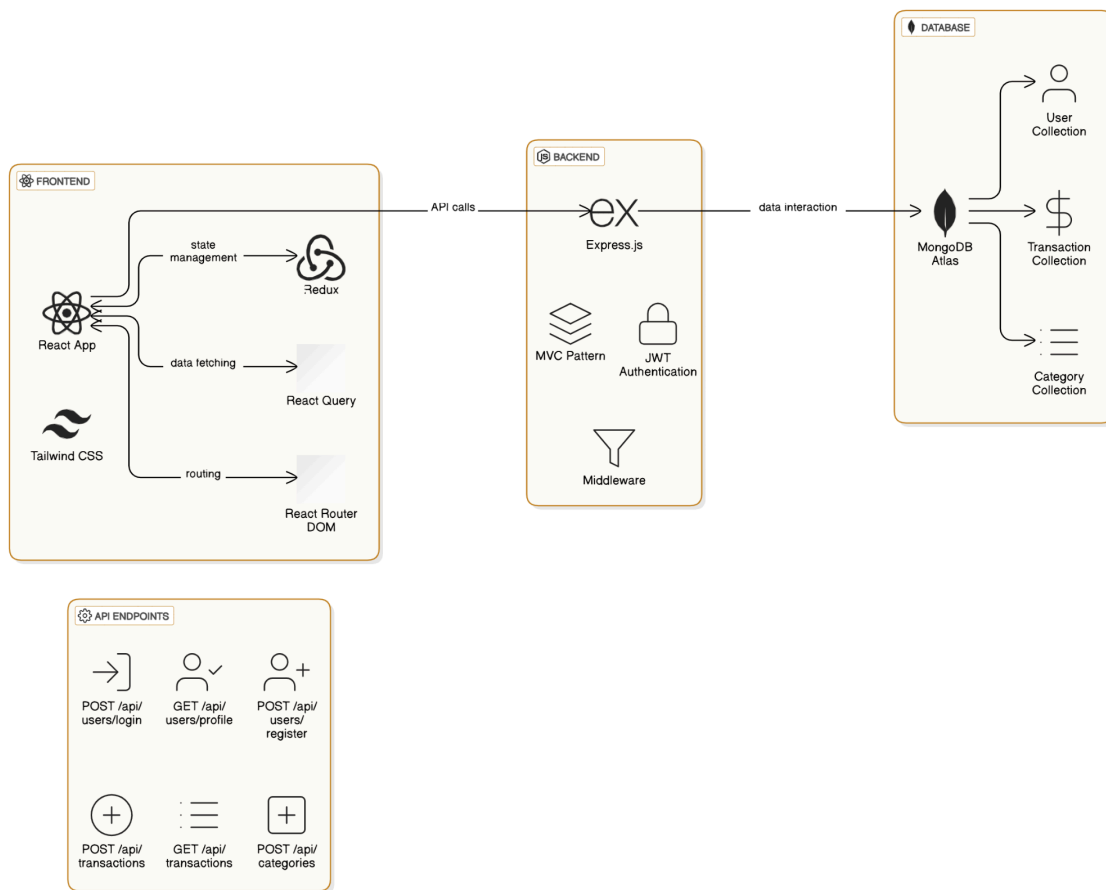 DATABASE
User
Collection
MongoDB
Atlas
Transaction
Collection
Category
Collection
JS BACKEND
API calls
ex
Express.js
data interaction
MVC Pattern
JWT
Authentication
Middleware
FRONTEND
state
management
Redux
React App
data fetching
React Query
Tailwind CSS
routing
React Router
DOM
API ENDPOINTS
POST /api/
users/login
GET /api/
users/profile
POST /api/
users/
register
POST /api/
transactions
GET /api/
transactions
POST /api/
categories